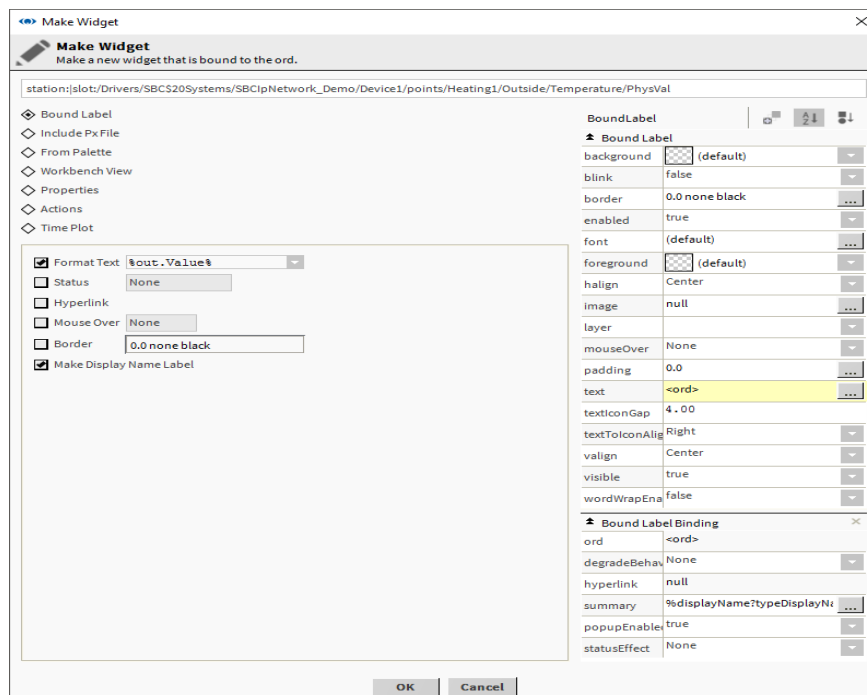 Make Widget
Make Widget
Make a new widget that is bound to the ord.
station:|slot:/Drivers/SBC$20Systems/SBCIpNetwork_Demo/Device1/points/Heating1/Outside/Temperature/PhysVal
Bound Label
Include Px File
From Palette
Workbench View
Properties
Actions
Time Plot
Format Text %out.Value%
Status None
Hyperlink
Mouse Over None
Border 0.0 none black
Make Display Name Label
BoundLabel
Bound Label
background (default)
blink false
border 0.0 none black ...
enabled true
font (default) ...
foreground (default)
halign Center
image null ...
layer
mouseOver None
padding 0.0 ...
text <ord> ...
textIconGap 4.00
textToIconAlig Right
valign Center
visible true
wordWrapEna false
Bound Label Binding
ord <ord>
degradeBehav None
hyperlink null
summary %displayName?typeDisplayNa ...
popupEnabled true
statusEffect None
OK Cancel